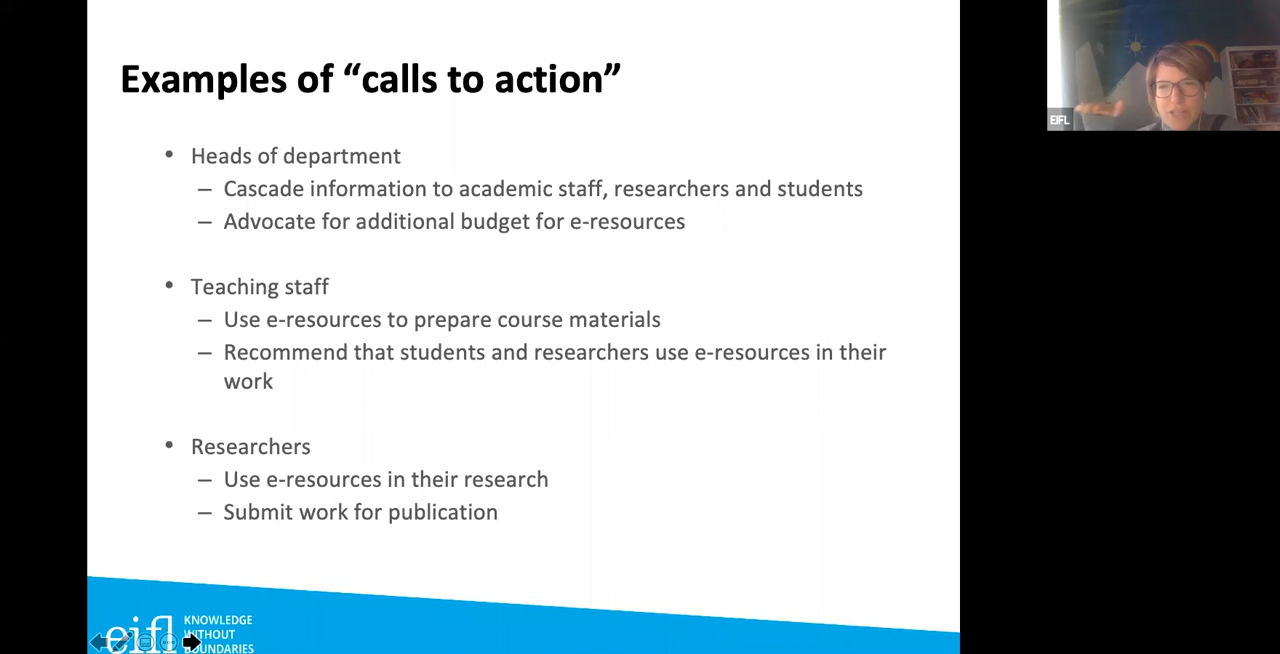 Examples of “calls to action”
• Heads of department
– Cascade information to academic staff, researchers and students
– Advocate for additional budget for e-resources
• Teaching staff
– Use e-resources to prepare course materials
– Recommend that students and researchers use e-resources in their
work
• Researchers
– Use e-resources in their research
– Submit work for publication
eifl
KNOWLEDGE
WITHOUT
BOUNDARIES
EIFL